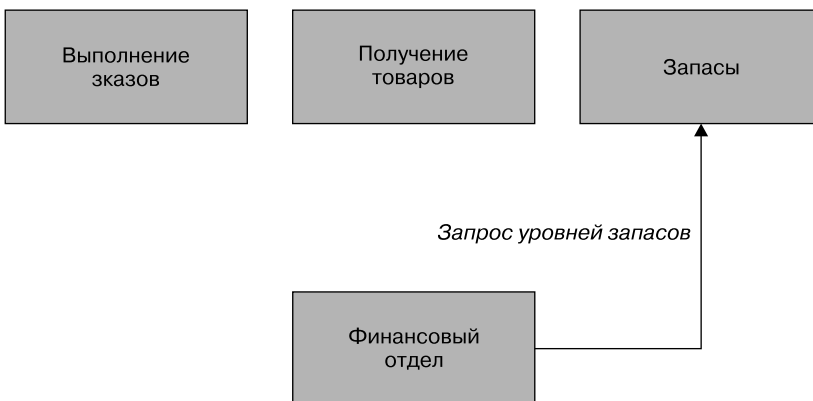 Выполнение
зказов
Получение
товаров
Запасы
Запрос уровней запасов
Финансовый
отдел